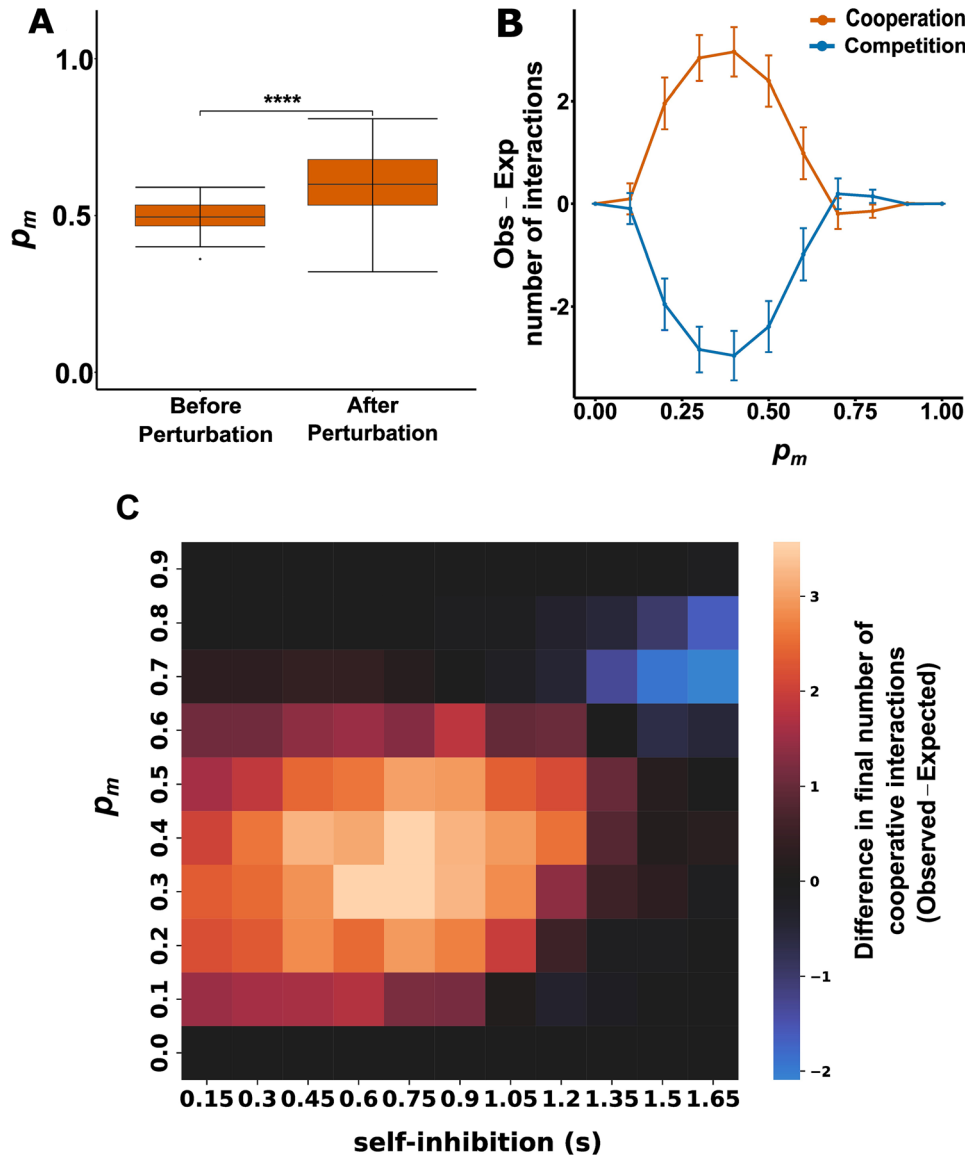 A
1.0
0.5
0.0
pm
****
Before
Perturbation
After
Perturbation
B
Cooperation
Competition
Obs – Exp
number of interactions
2
0
-2
0.00
0.25
0.50
0.75
1.00
pm
C
pm
0.9
0.8
0.7
0.6
0.5
0.4
0.3
0.2
0.1
0.0
0.15 0.3 0.45 0.6 0.75 0.9 1.05 1.2 1.35 1.5 1.65
self-inhibition (s)
3
2
1
0
−1
−2
Difference in final number of
cooperative interactions
(Observed – Expected)